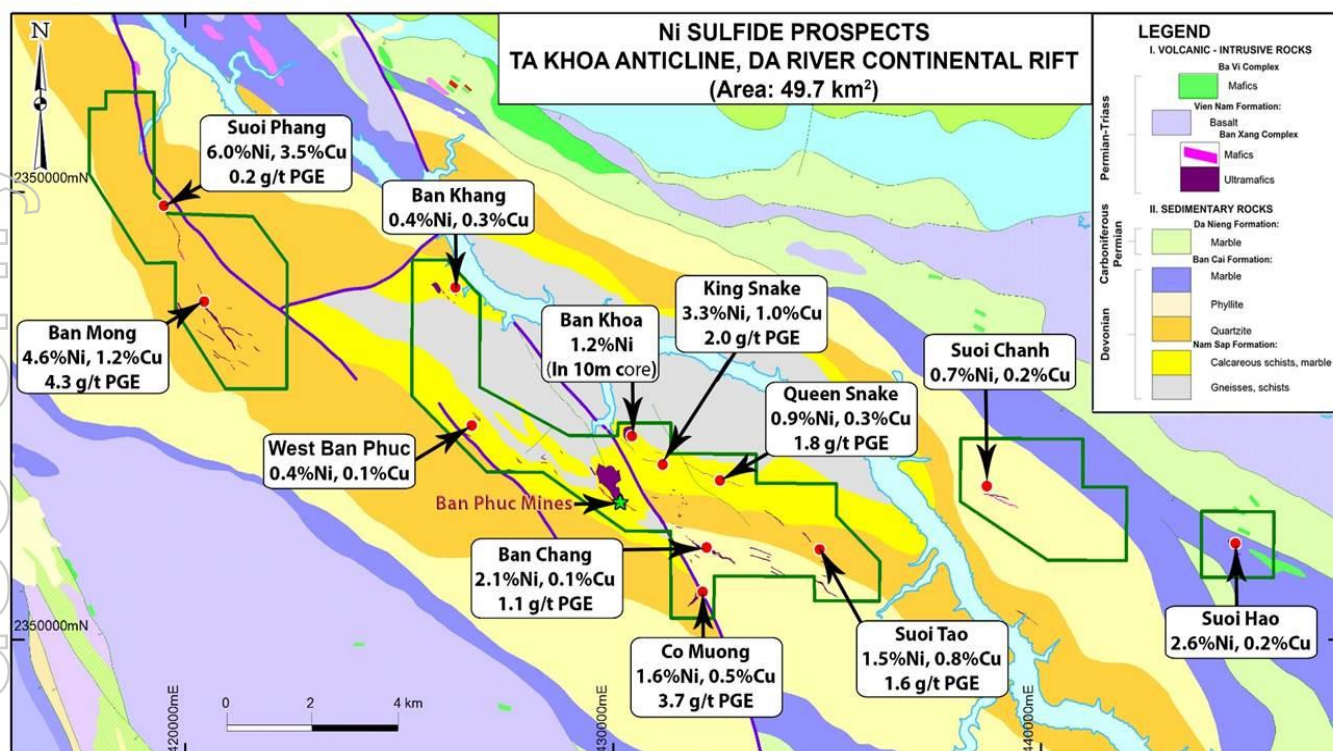 Ni SULFIDE PROSPECTS
TA KHOA ANTICLINE, DA RIVER CONTINENTAL RIFT
(Area: 49.7 km²)
N
2350000mN
Suoi Phang
6.0%Ni, 3.5%Cu
0.2 g/t PGE
Ban Khang
0.4%Ni, 0.3%Cu
Ban Mong
4.6%Ni, 1.2%Cu
4.3 g/t PGE
Ban Khoa
1.2%Ni
(In 10m core)
King Snake
3.3%Ni, 1.0%Cu
2.0 g/t PGE
Queen Snake
0.9%Ni, 0.3%Cu
1.8 g/t PGE
Suoi Chanh
0.7%Ni, 0.2%Cu
West Ban Phuc
0.4%Ni, 0.1%Cu
Ban Phuc Mines
Ban Chang
2.1%Ni, 0.1%Cu
1.1 g/t PGE
Co Muong
1.6%Ni, 0.5%Cu
3.7 g/t PGE
Suoi Tao
1.5%Ni, 0.8%Cu
1.6 g/t PGE
Suoi Hao
2.6%Ni, 0.2%Cu
2350000mN
420000mE
430000mE
440000mE
0 2 4 km
LEGEND
I. VOLCANIC - INTRUSIVE ROCKS
Permian-Triass
Ba Vi Complex
Mafics
Vien Nam Formation:
Basalt
Ban Xang Complex
Mafics
Ultramafics
II. SEDIMENTARY ROCKS
Carboniferous
Permian
Da Nieng Formation:
Marble
Devonian
Ban Cai Formation:
Marble
Phyllite
Quartzite
Nam Sap Formation:
Calcareous schists, marble
Gneisses, schists